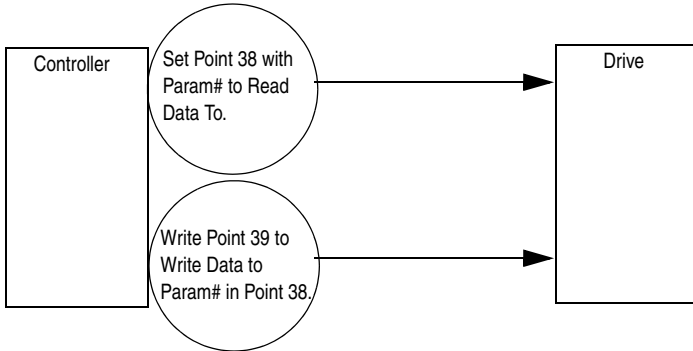 Controller
Set Point 38 with
Param# to Read
Data To.
Drive
Write Point 39 to
Write Data to
Param# in Point 38.